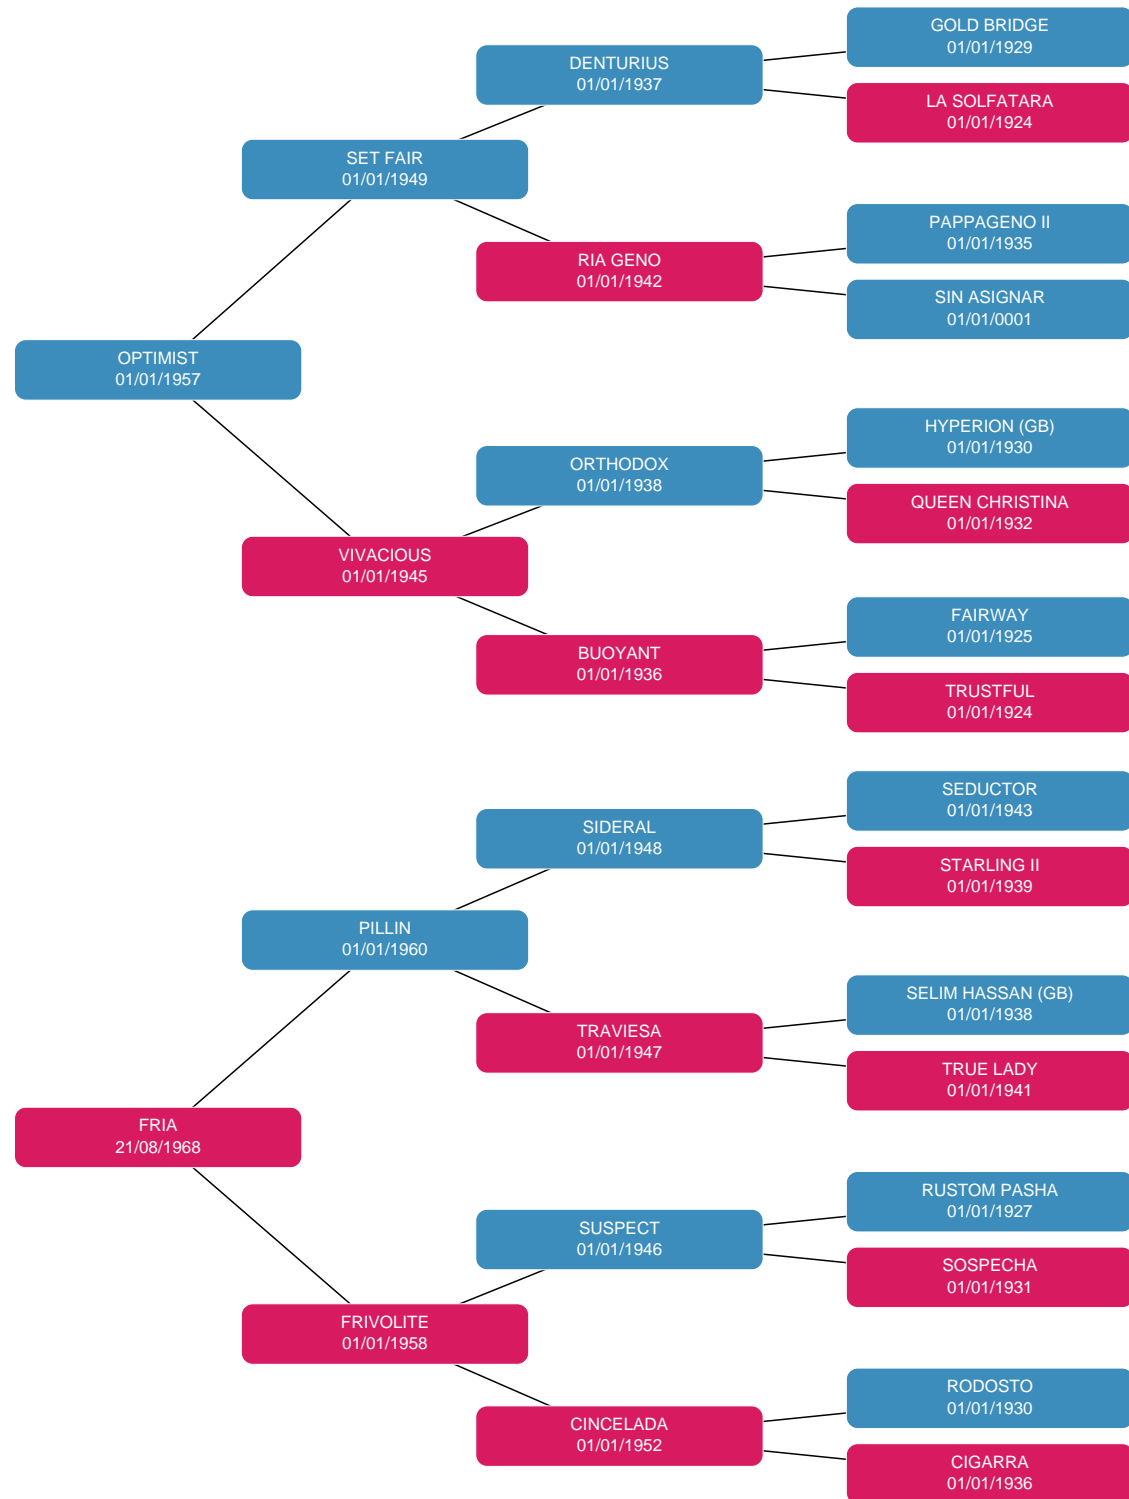 GOLD BRIDGE
01/01/1929
DENTURIUS
01/01/1937
LA SOLFATARA
01/01/1924
SET FAIR
01/01/1949
PAPPAGENO II
01/01/1935
RIA GENO
01/01/1942
SIN ASIGNAR
01/01/0001
OPTIMIST
01/01/1957
HYPERION (GB)
01/01/1930
ORTHODOX
01/01/1938
QUEEN CHRISTINA
01/01/1932
VIVACIOUS
01/01/1945
FAIRWAY
01/01/1925
BUOYANT
01/01/1936
TRUSTFUL
01/01/1924
SEDUCTOR
01/01/1943
SIDERAL
01/01/1948
STARLING II
01/01/1939
PILLIN
01/01/1960
SELIM HASSAN (GB)
01/01/1938
TRAVIESA
01/01/1947
TRUE LADY
01/01/1941
FRIA
21/08/1968
RUSTOM PASHA
01/01/1927
SUSPECT
01/01/1946
SOSPECHA
01/01/1931
FRIVOLITE
01/01/1958
RODOSTO
01/01/1930
CINCELADA
01/01/1952
CIGARRA
01/01/1936